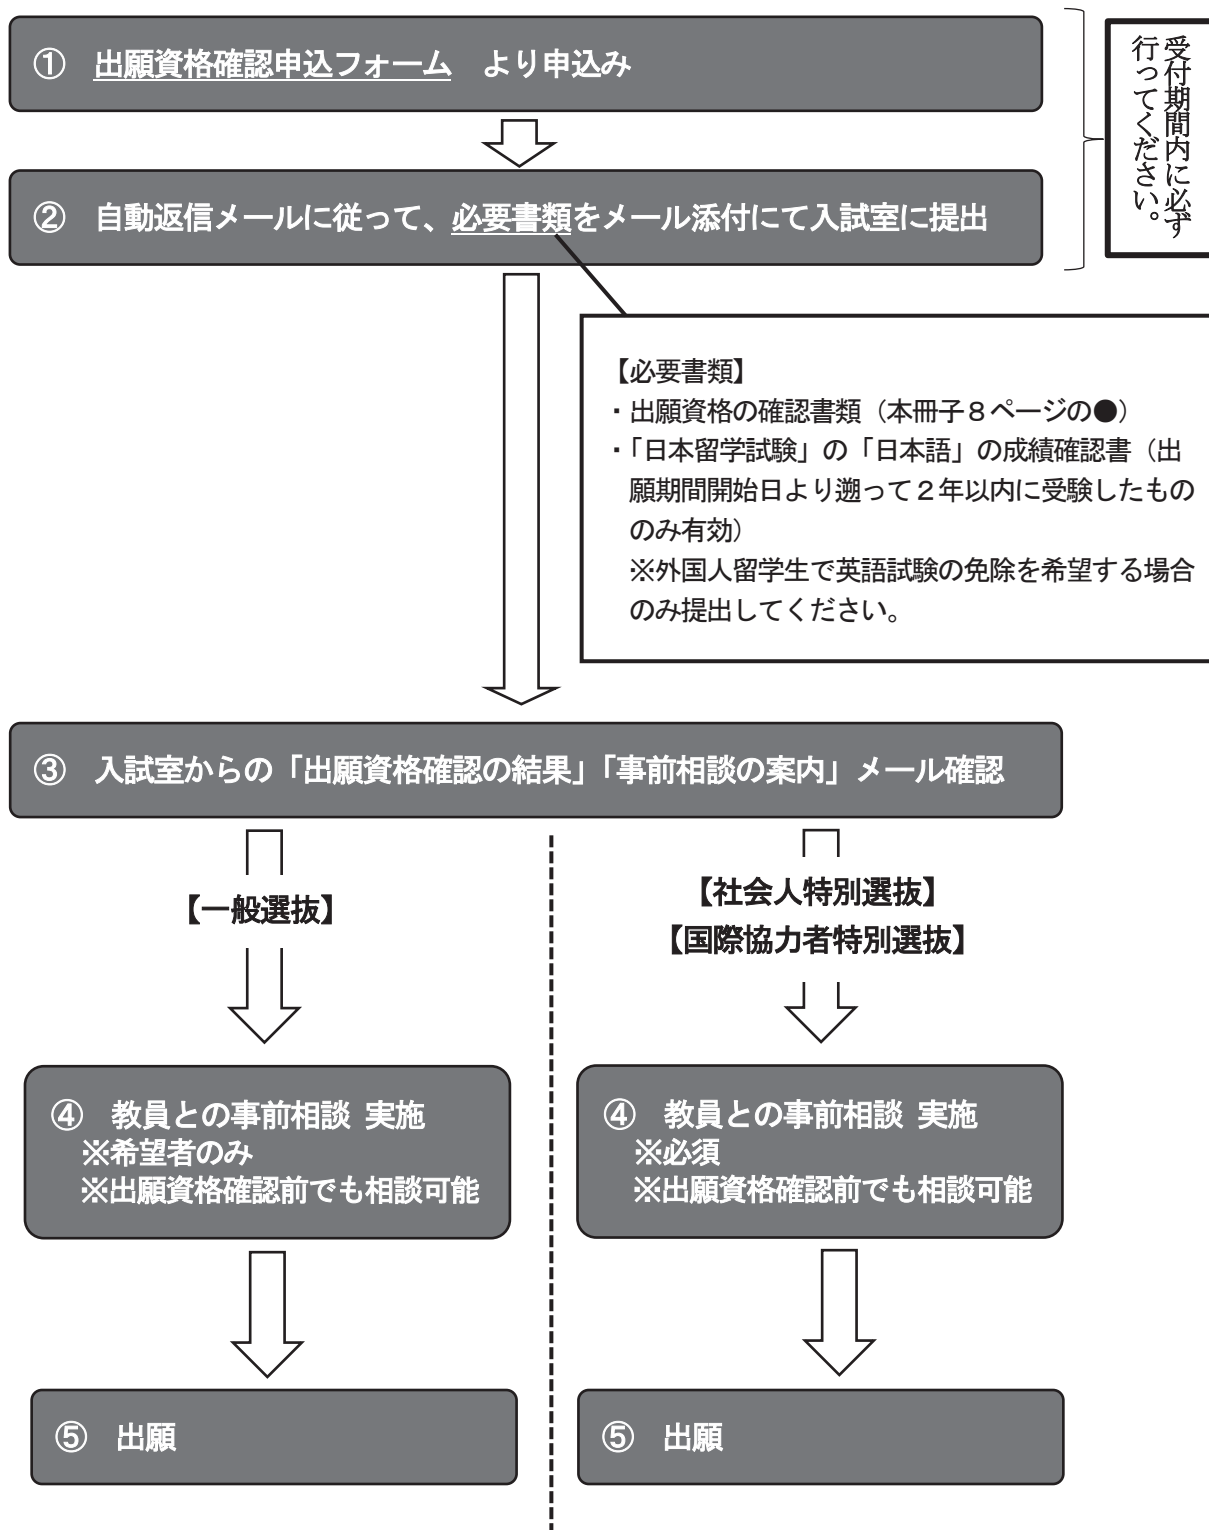 ① 出願資格確認申込フォーム より申込み
受付期間内に必ず
行ってください。
② 自動返信メールに従って、必要書類をメール添付にて入試室に提出
【必要書類】
・出願資格の確認書類（本冊子８ページの●）
・「日本留学試験」の「日本語」の成績確認書（出
願期間開始日より遡って２年以内に受験したもの
のみ有効）
※外国人留学生で英語試験の免除を希望する場合
のみ提出してください。
③ 入試室からの「出願資格確認の結果」「事前相談の案内」メール確認
【一般選抜】
④ 教員との事前相談 実施
※希望者のみ
※出願資格確認前でも相談可能
⑤ 出願
【社会人特別選抜】
【国際協力者特別選抜】
④ 教員との事前相談 実施
※必須
※出願資格確認前でも相談可能
⑤ 出願